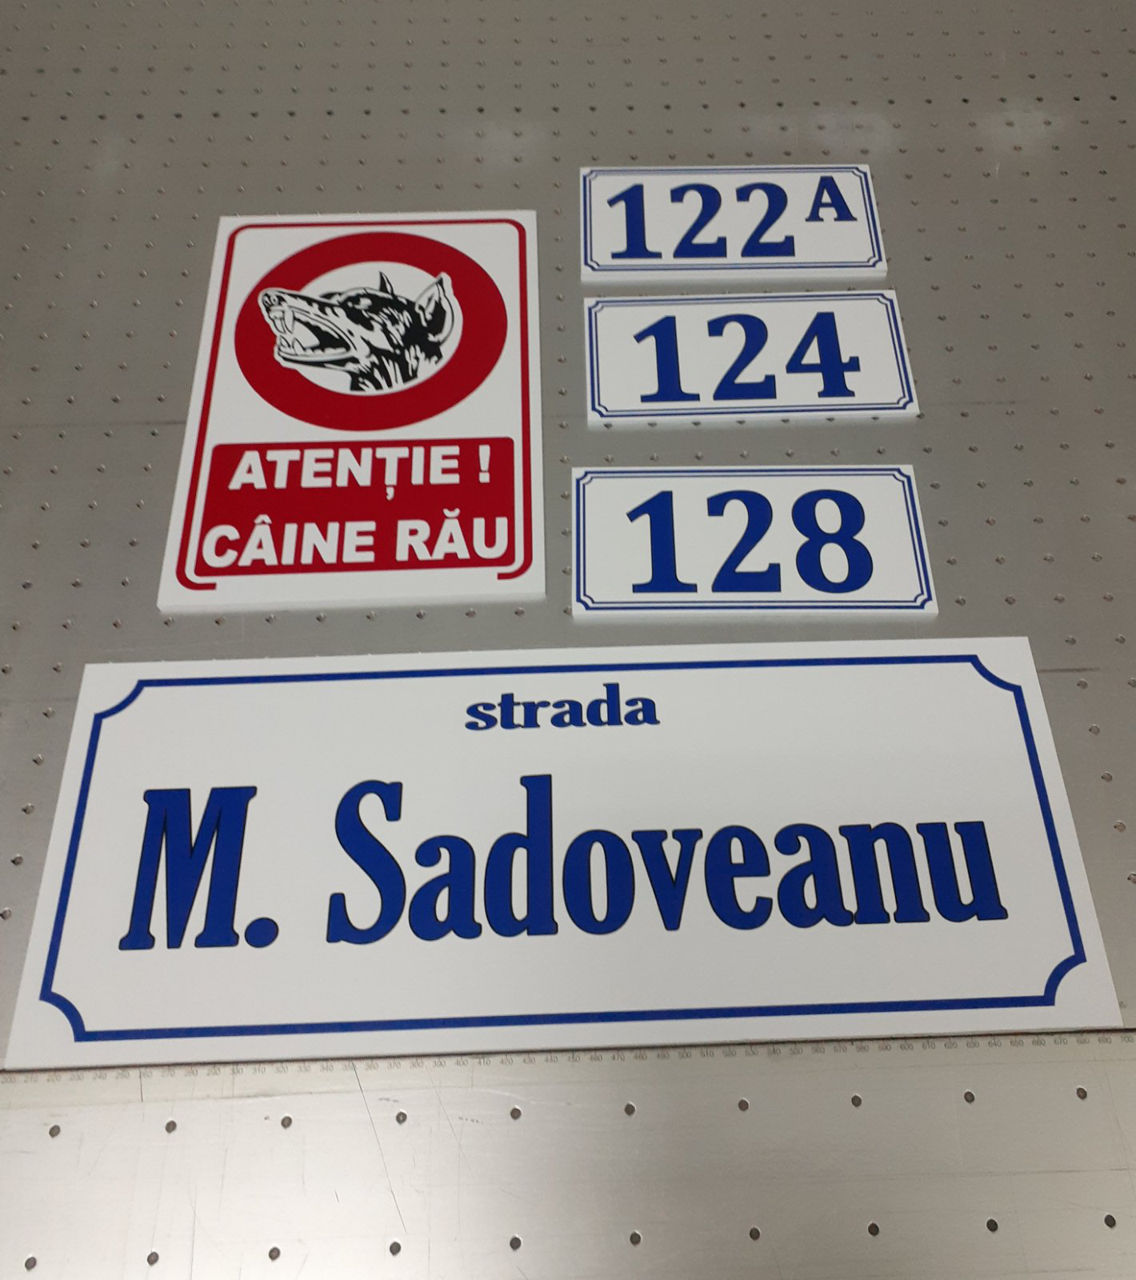 ATENȚIE !
CÂINE RĂU
122A
124
128
strada
M. Sadoveanu